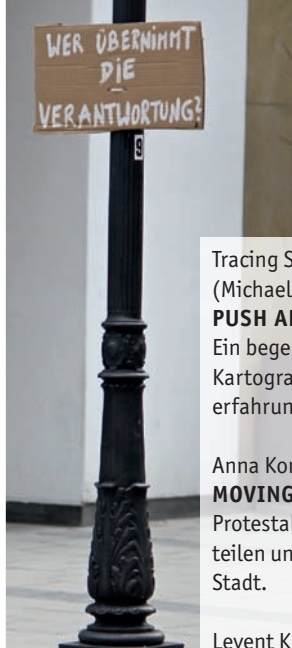 WER ÜBERNIMMT
DIE
VERANTWORTUNG?
9
Tracing S
(Michael
PUSH A
Ein bege
Kartogra
erfahrun
Anna Kor
MOVING
Protesta
teilen un
Stadt.
Levent K